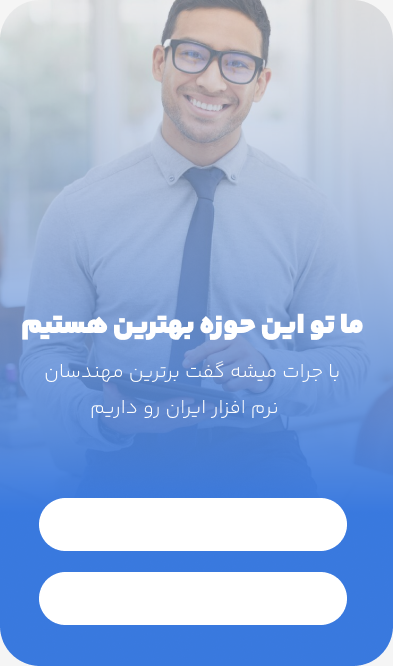 ما تو این حوزه بهترین هستیم
با جرات میشه گفت برترین مهندسان
نرم افزار ایران رو داریم